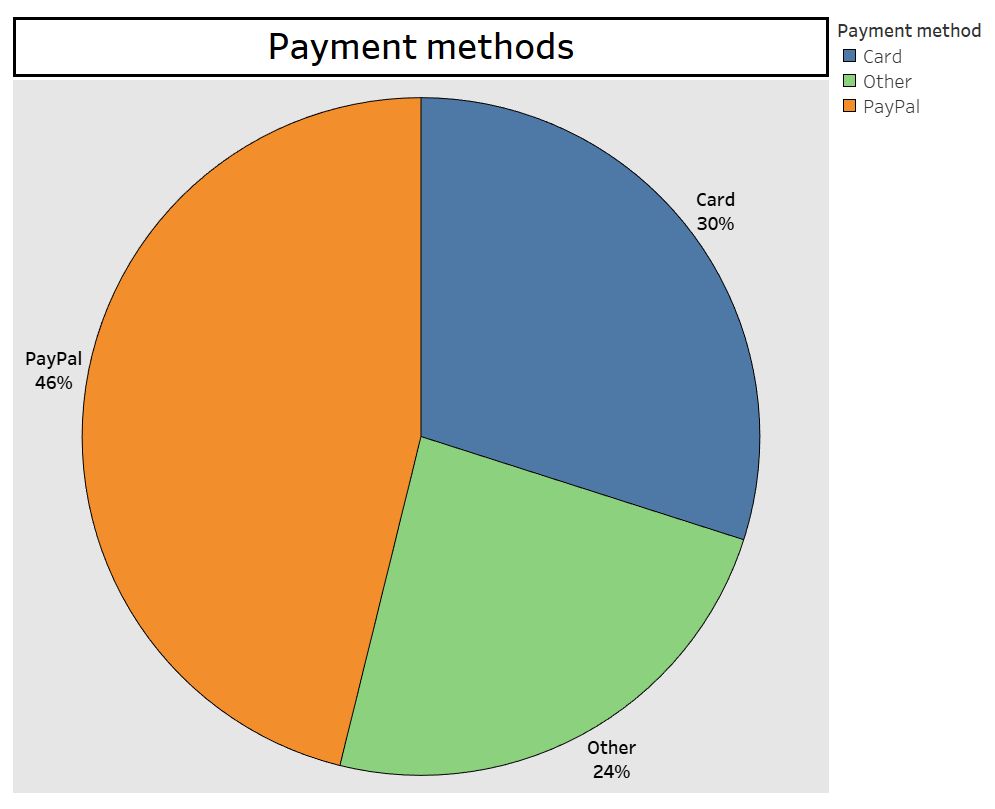 Payment methods
Payment method
Card
Other
PayPal
Card
30%
PayPal
46%
Other
24%